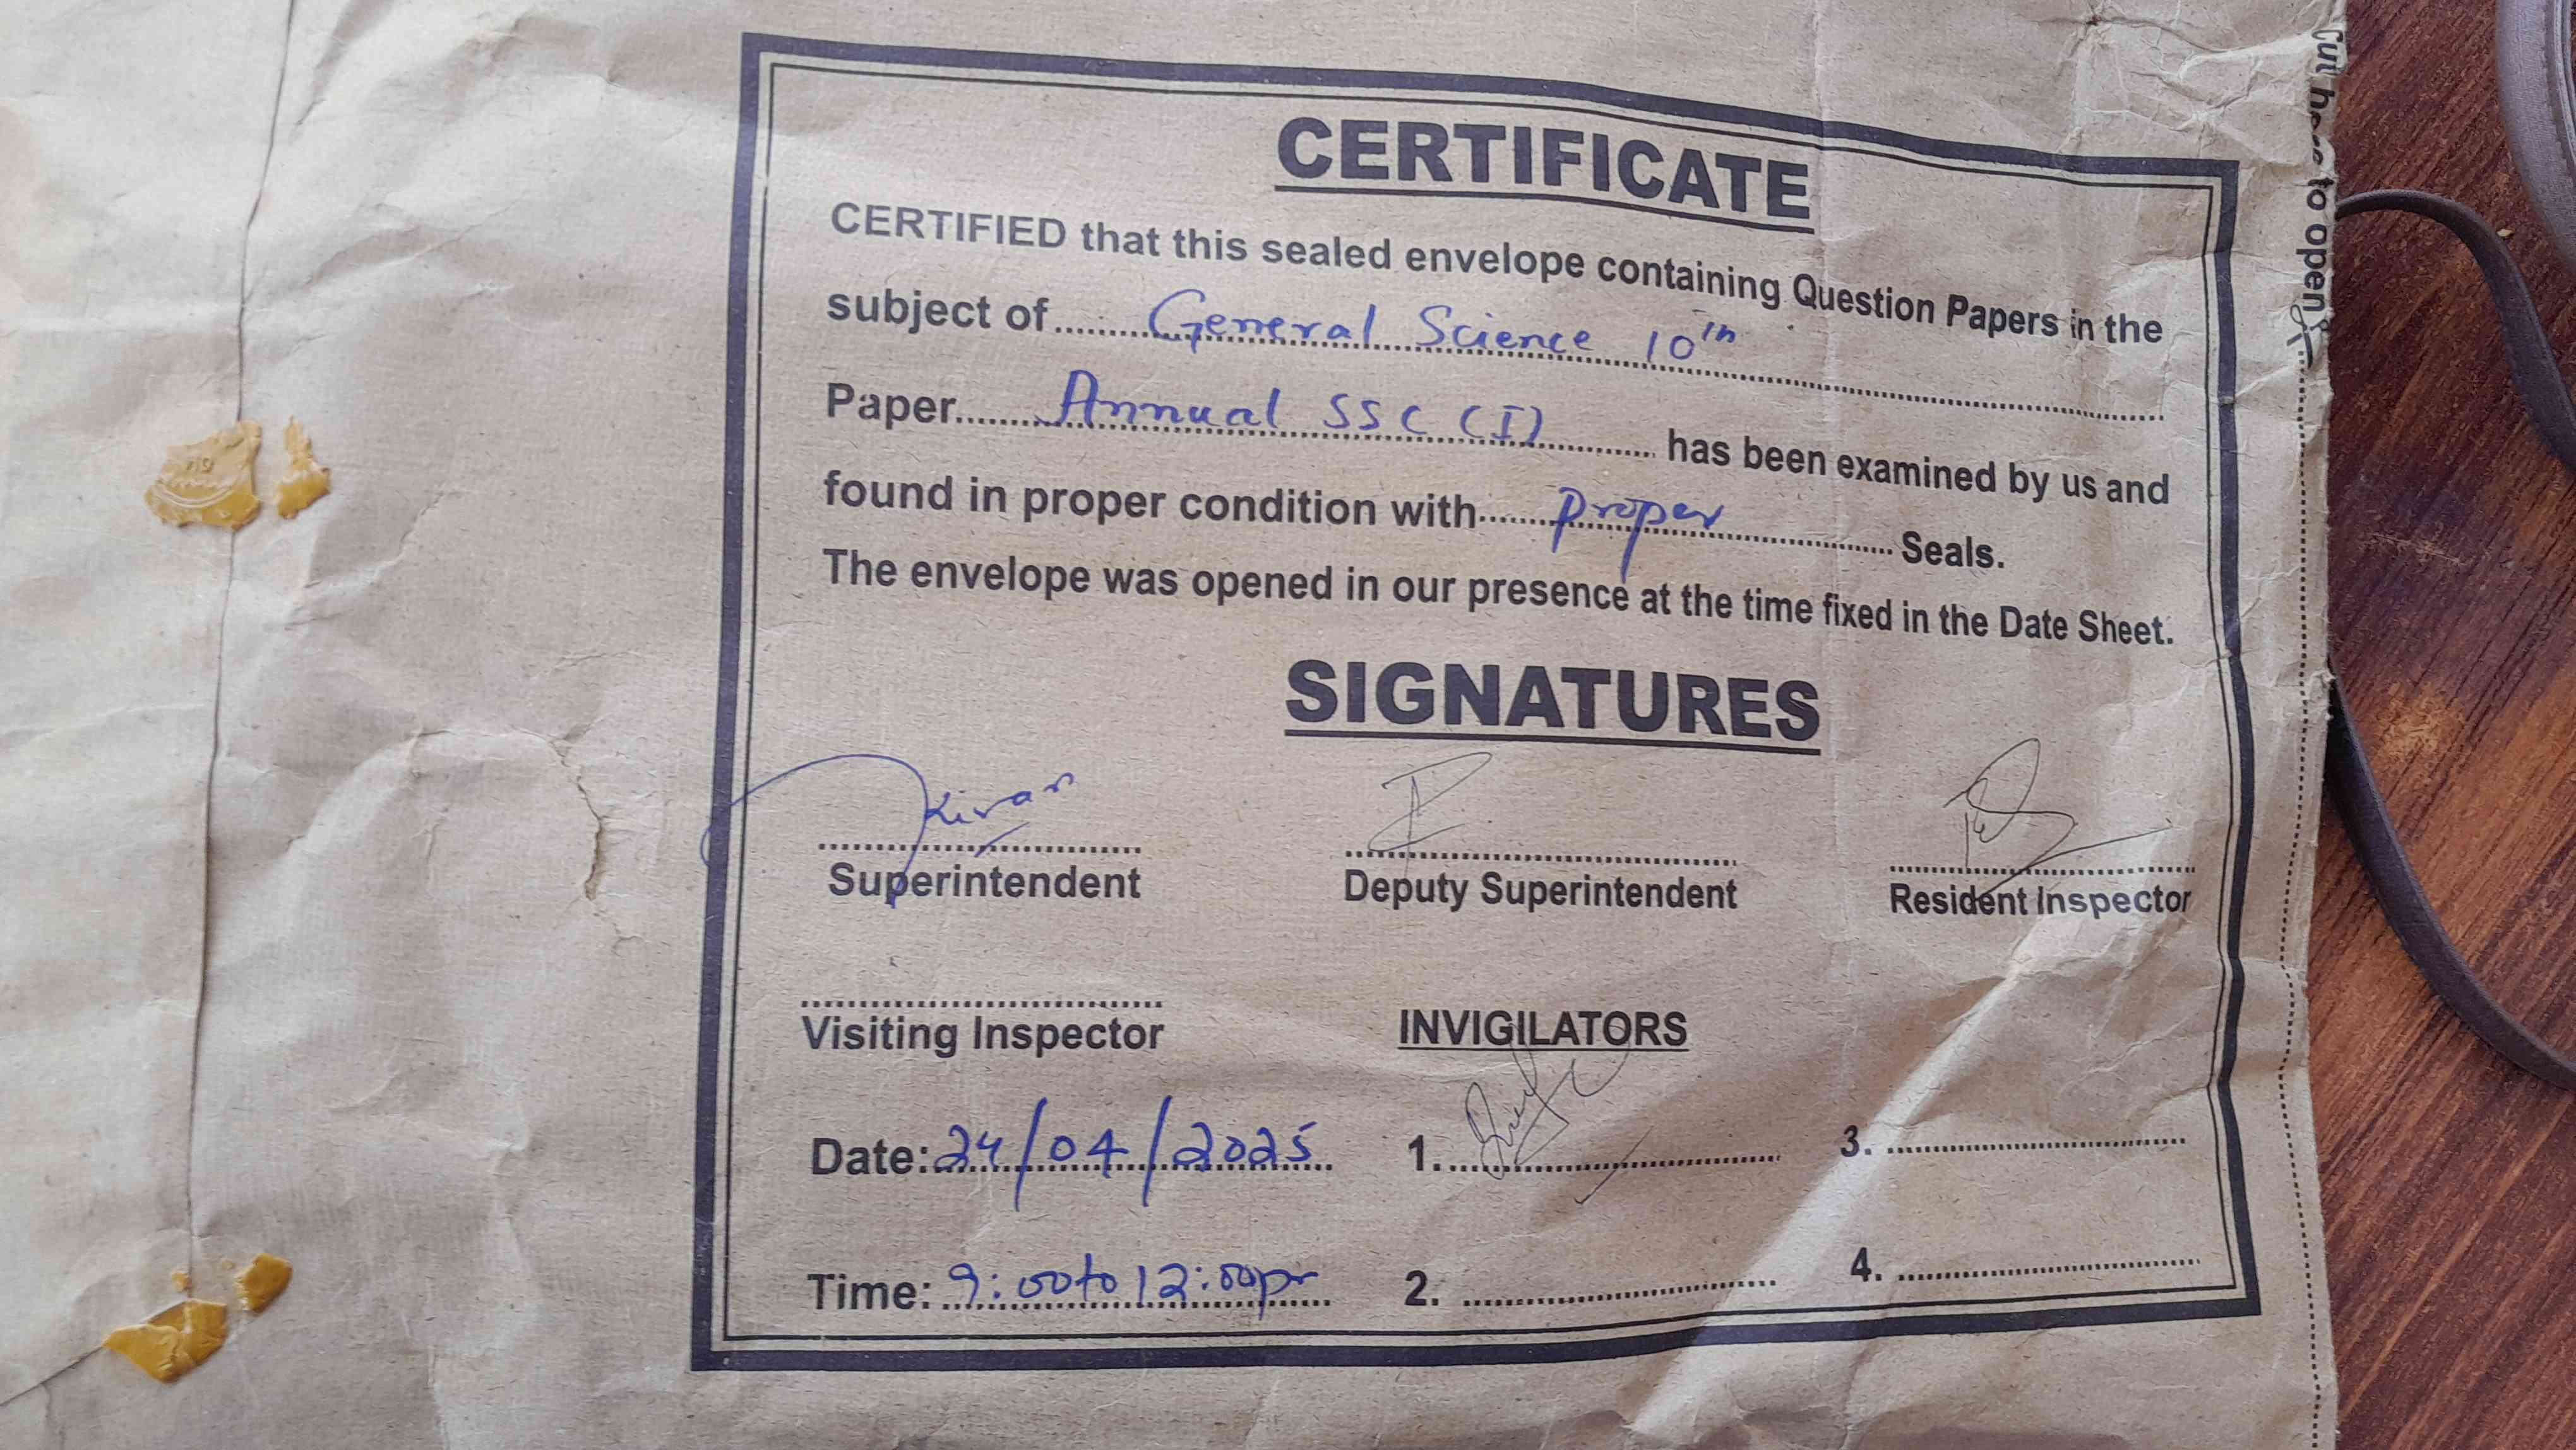 CERTIFICATE
CERTIFIED that this sealed envelope containing Question Papers in the
subject of General Science 10th
Paper Annual SSC (I) has been examined by us and
found in proper condition with proper Seals.
The envelope was opened in our presence at the time fixed in the Date Sheet.
SIGNATURES
Kiran
Superintendent Deputy Superintendent Resident Inspector
Visiting Inspector INVIGILATORS
Date: 24/04/2025 1. 3.
Time: 9:00 to 12:00pm 2. 4.
Cut here to open